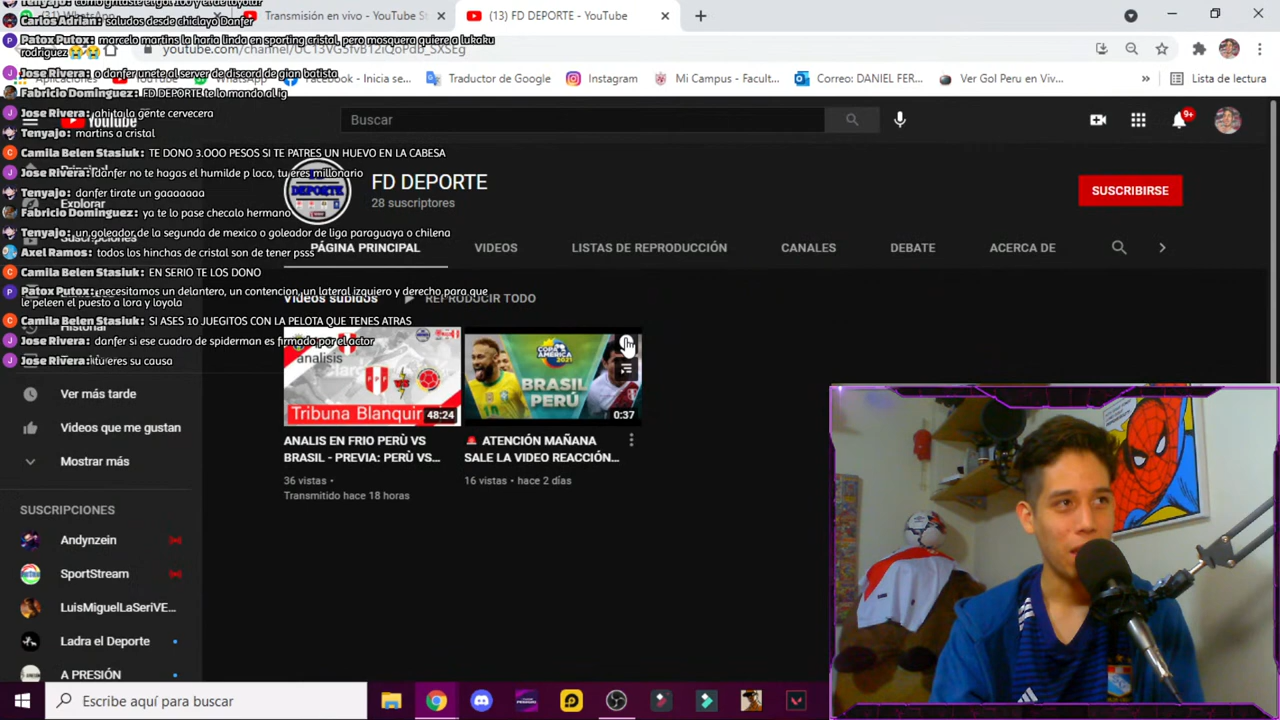 Tenyajo:
Carlos Adrian: saludos desde chiclayo Danfer
Patox Putox: marcelo martins la haria linda en sporting cristal, pero mosquera quiere a lukaku
rodriguez 😭😭
Jose Rivera: o danfer unete al server de discord de gian batista
Fabricio Dominguez: FD DEPORTE te lo mando al ig
Jose Rivera: ahi ta la gente cervecera
Tenyajo: martins a cristal
Camila Belen Stasiuk: TE DONO 3.000 PESOS SI TE PATRES UN HUEVO EN LA CABESA
Jose Rivera: danfer no te hagas el humilde p loco, tu eres millonario
Tenyajo: danfer tirate un gaaaaaaa
Fabricio Dominguez: ya te lo pase checalo hermano
Tenyajo: un goleador de la segunda de mexico o goleador de liga paraguaya o chilena
Axel Ramos: todos los hinchas de cristal son de tener psss
Camila Belen Stasiuk: EN SERIO TE LOS DONO
Patox Putox: necesitamos un delantero, un contencion, un lateral izquiero y derecho para que
le peleen el puesto a lora y loyola
Camila Belen Stasiuk: SI ASES 10 JUEGITOS CON LA PELOTA QUE TENES ATRAS
Jose Rivera: danfer si ese cuadro de spiderman es firmado por el actor
Jose Rivera: tu eres su causa
Transmisión en vivo - YouTube S
(13) FD DEPORTE - YouTube
Facebook - Inicia se...
Traductor de Google
Instagram
Mi Campus - Facult...
Correo: DANIEL FER...
Ver Gol Peru en Viv...
»
Lista de lectura
YouTube
Buscar
9+
Explorar
Historial
Ver más tarde
Videos que me gustan
Mostrar más
SUSCRIPCIONES
Andynzein
SportStream
LuisMiguelLaSeriVE...
Ladra el Deporte
A PRESIÓN
DEPORTE
FD DEPORTE
28 suscriptores
SUSCRIBIRSE
PÁGINA PRINCIPAL
VIDEOS
LISTAS DE REPRODUCCIÓN
CANALES
DEBATE
ACERCA DE
Videos subidos
REPRODUCIR TODO
analisis
VS
Tribuna Blanquir
48:24
ANALIS EN FRIO PERÙ VS
BRASIL - PREVIA: PERÙ VS...
36 vistas •
Transmitido hace 18 horas
COPA
AMÉRICA
2021
BRASIL
PERÚ
0:37
🚨 ATENCIÓN MAÑANA
SALE LA VIDEO REACCIÓN...
16 vistas • hace 2 días
Escribe aquí para buscar